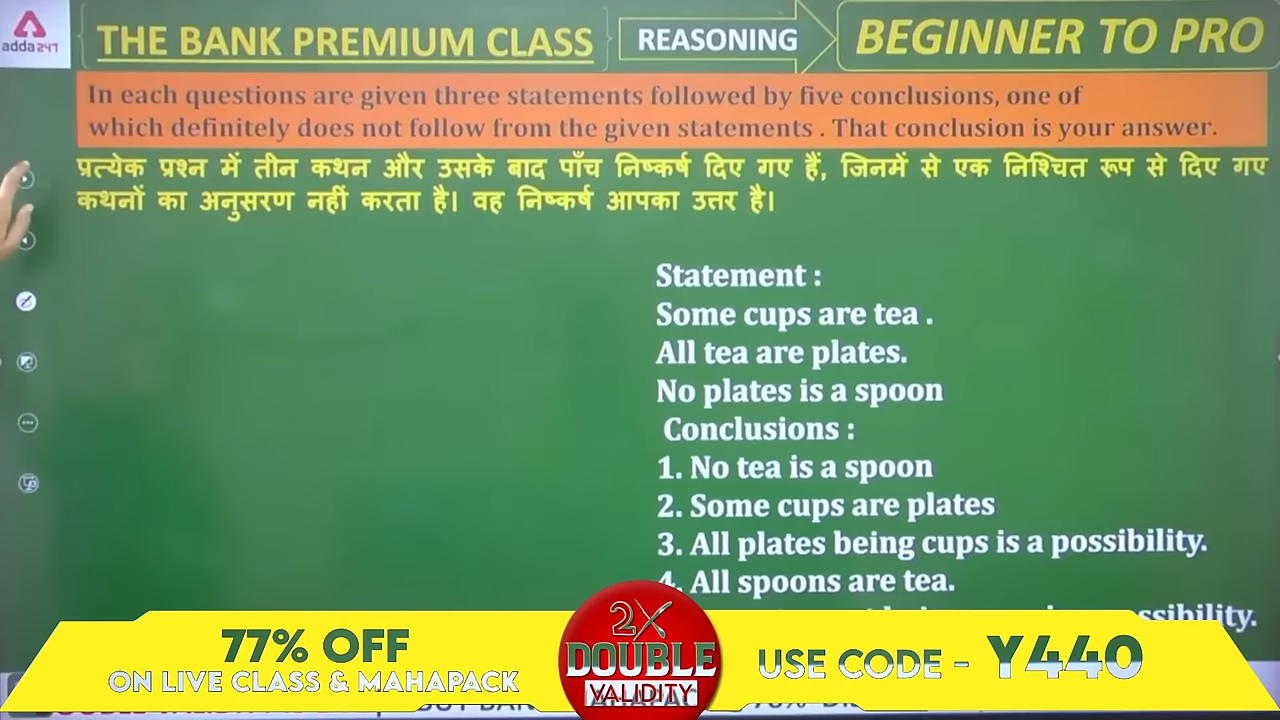 adda247
THE BANK PREMIUM CLASS
REASONING
BEGINNER TO PRO
In each questions are given three statements followed by five conclusions, one of
which definitely does not follow from the given statements . That conclusion is your answer.
प्रत्येक प्रश्न में तीन कथन और उसके बाद पाँच निष्कर्ष दिए गए हैं, जिनमें से एक निश्चित रूप से दिए गए
कथनों का अनुसरण नहीं करता है। वह निष्कर्ष आपका उत्तर है।
Statement :
Some cups are tea .
All tea are plates.
No plates is a spoon
Conclusions :
1. No tea is a spoon
2. Some cups are plates
3. All plates being cups is a possibility.
4. All spoons are tea.
77% OFF
ON LIVE CLASS & MAHAPACK
2X
DOUBLE
VALIDITY
USE CODE - Y440